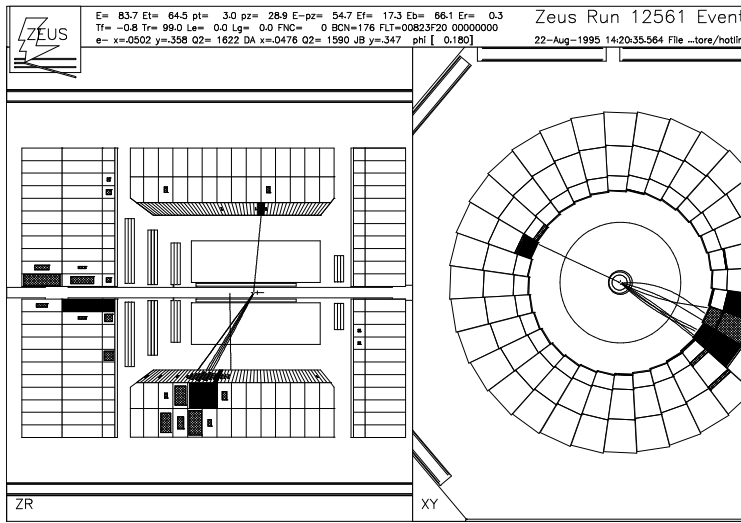 E= 83.7 Et= 64.5 pt= 3.0 pz= 28.9 E-pz= 54.7 Ef= 17.3 Eb= 66.1 Er= 0.3
Tf= -0.8 Tr= 99.0 Le= 0.0 Lg= 0.0 FNC= 0 BCN=176 FLT=00823F20 00000000
e- x=.0502 y=.358 Q2= 1622 DA x=.0476 Q2= 1590 JB y=.347 phi [ 0.180]
Zeus Run 12561 Event
22-Aug-1995 14:20:35.564 File ...tore/hotlin
ZEUS
ZR
XY